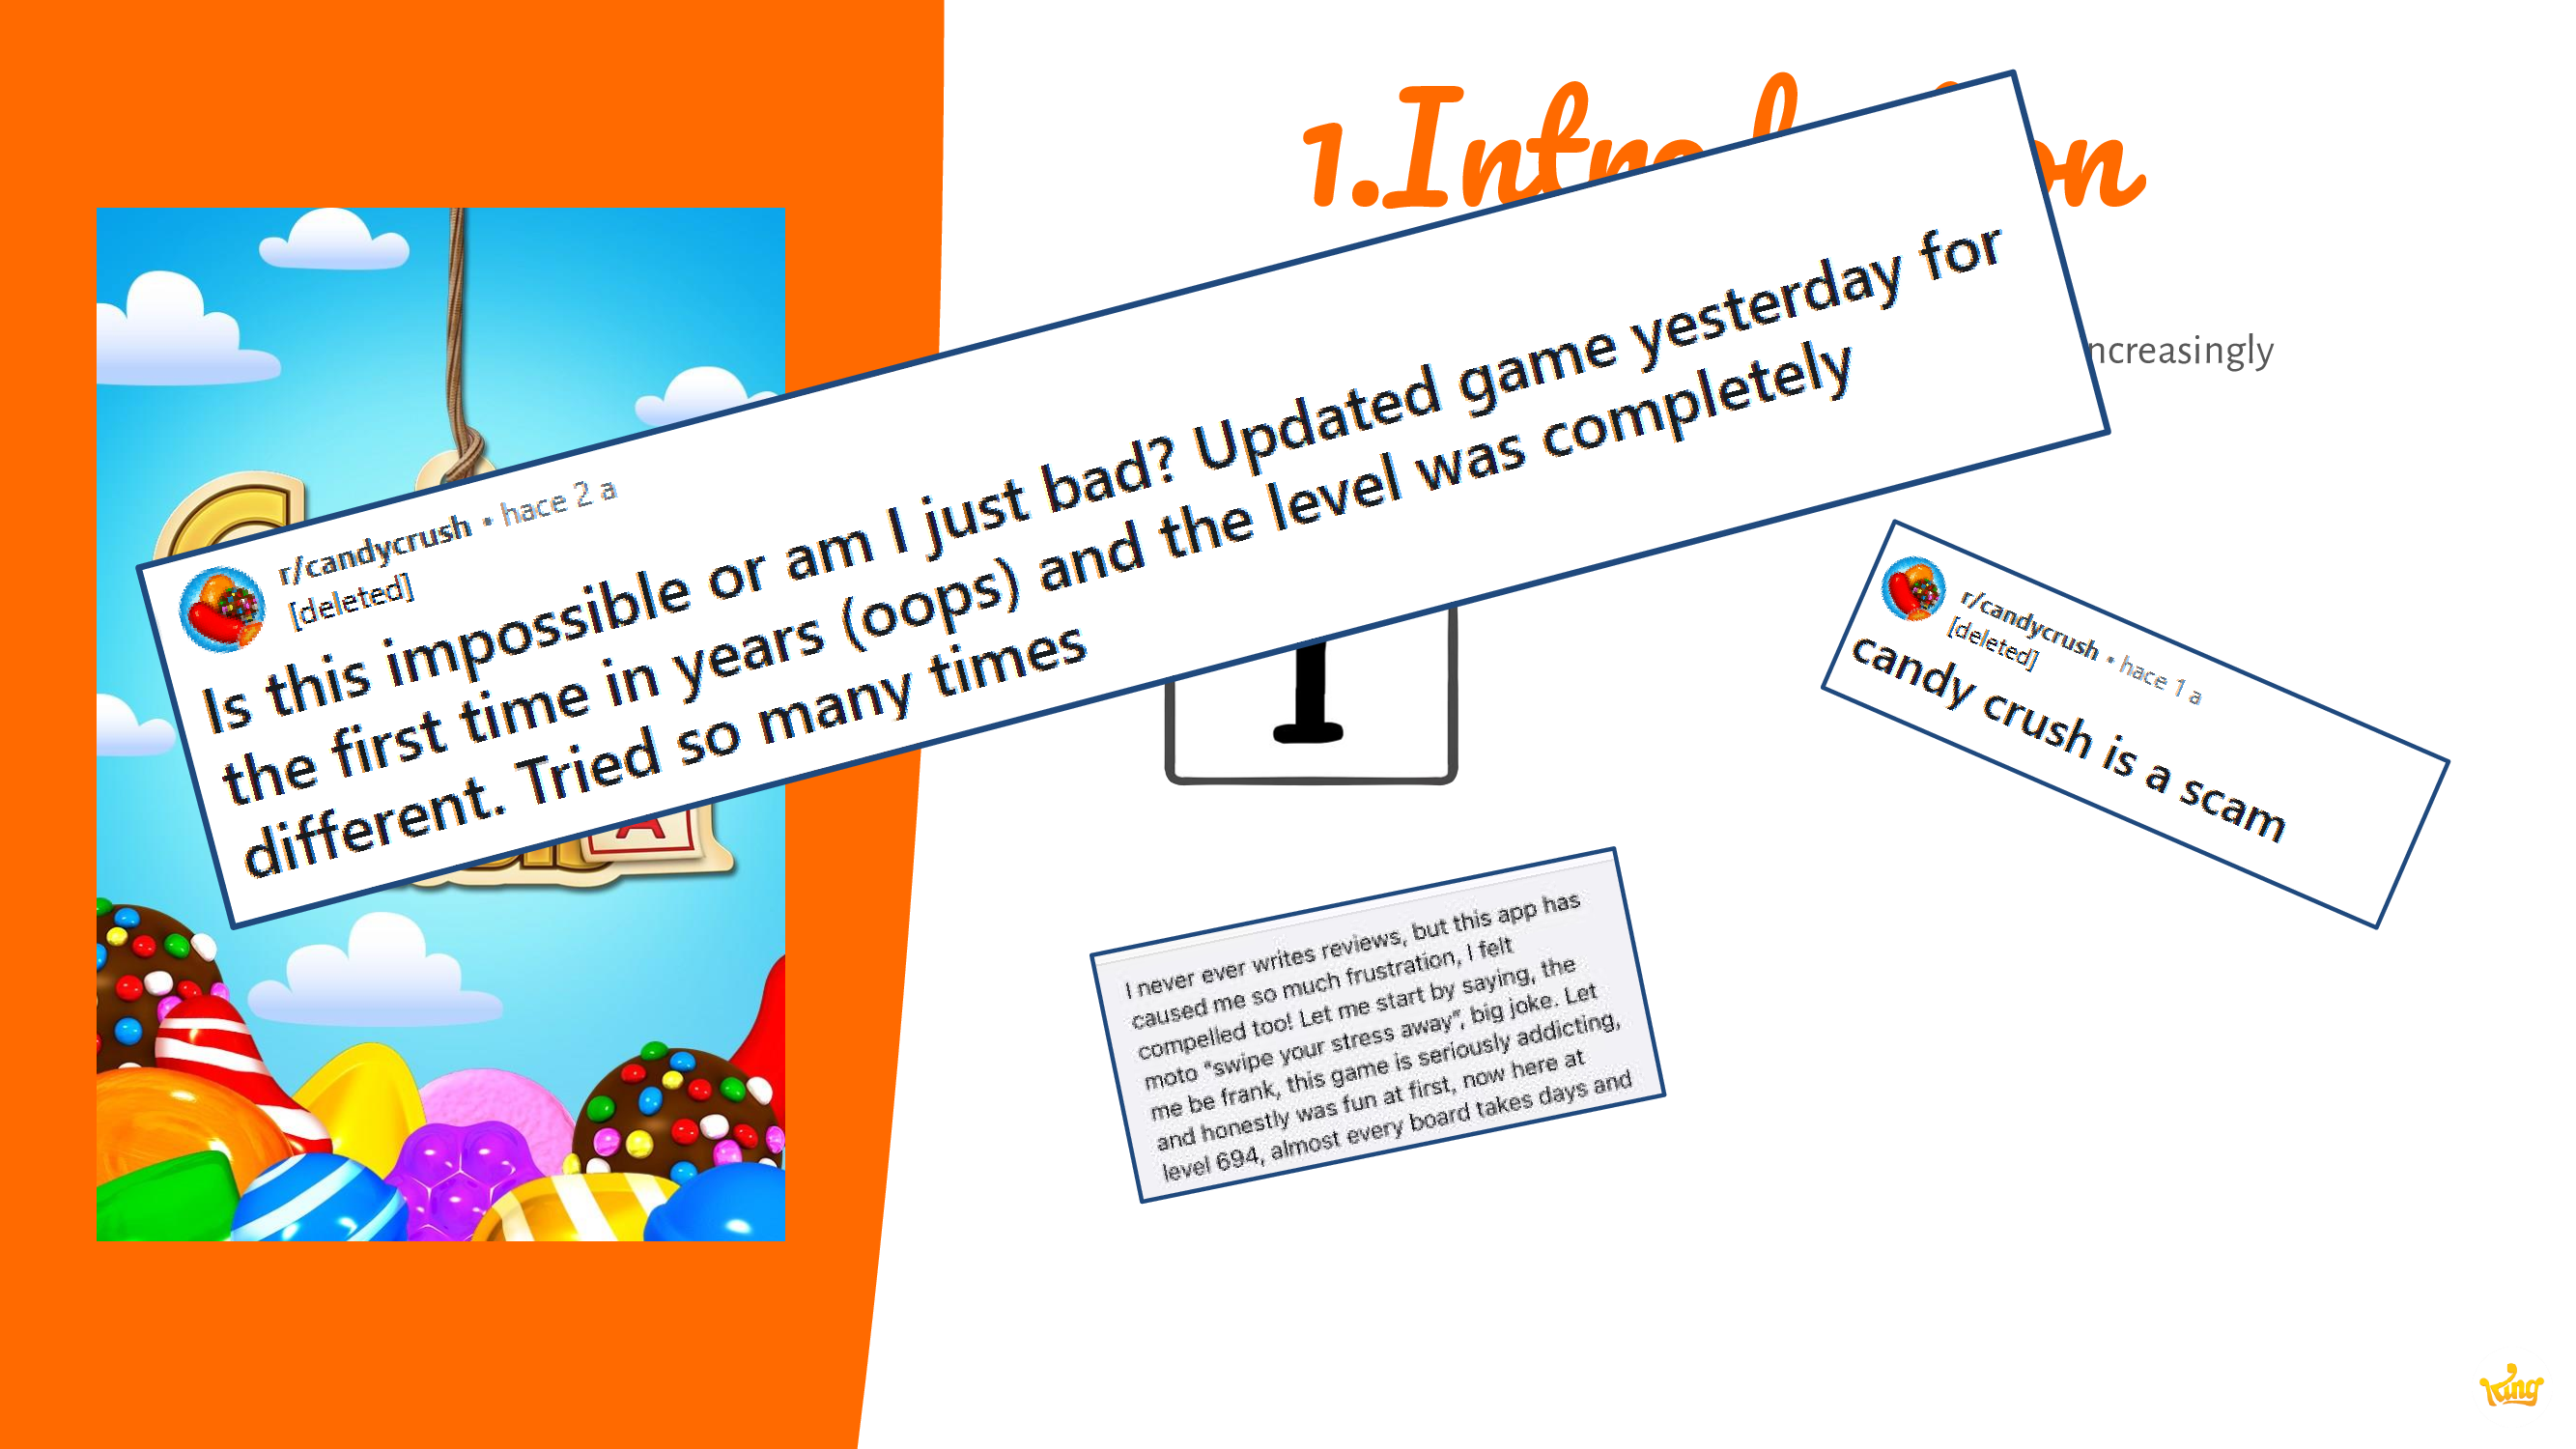 1.Intro
on
ncreasingly
r/candycrush • hace 2 a
[deleted]
Is this impossible or am I just bad? Updated game yesterday for
the first time in years (oops) and the level was completely
different. Tried so many times
r/candycrush • hace 1 a
[deleted]
candy crush is a scam
I never ever writes reviews, but this app has
caused me so much frustration, I felt
compelled too! Let me start by saying, the
moto "swipe your stress away", big joke. Let
me be frank, this game is seriously addicting,
and honestly was fun at first, now here at
level 694, almost every board takes days and
King